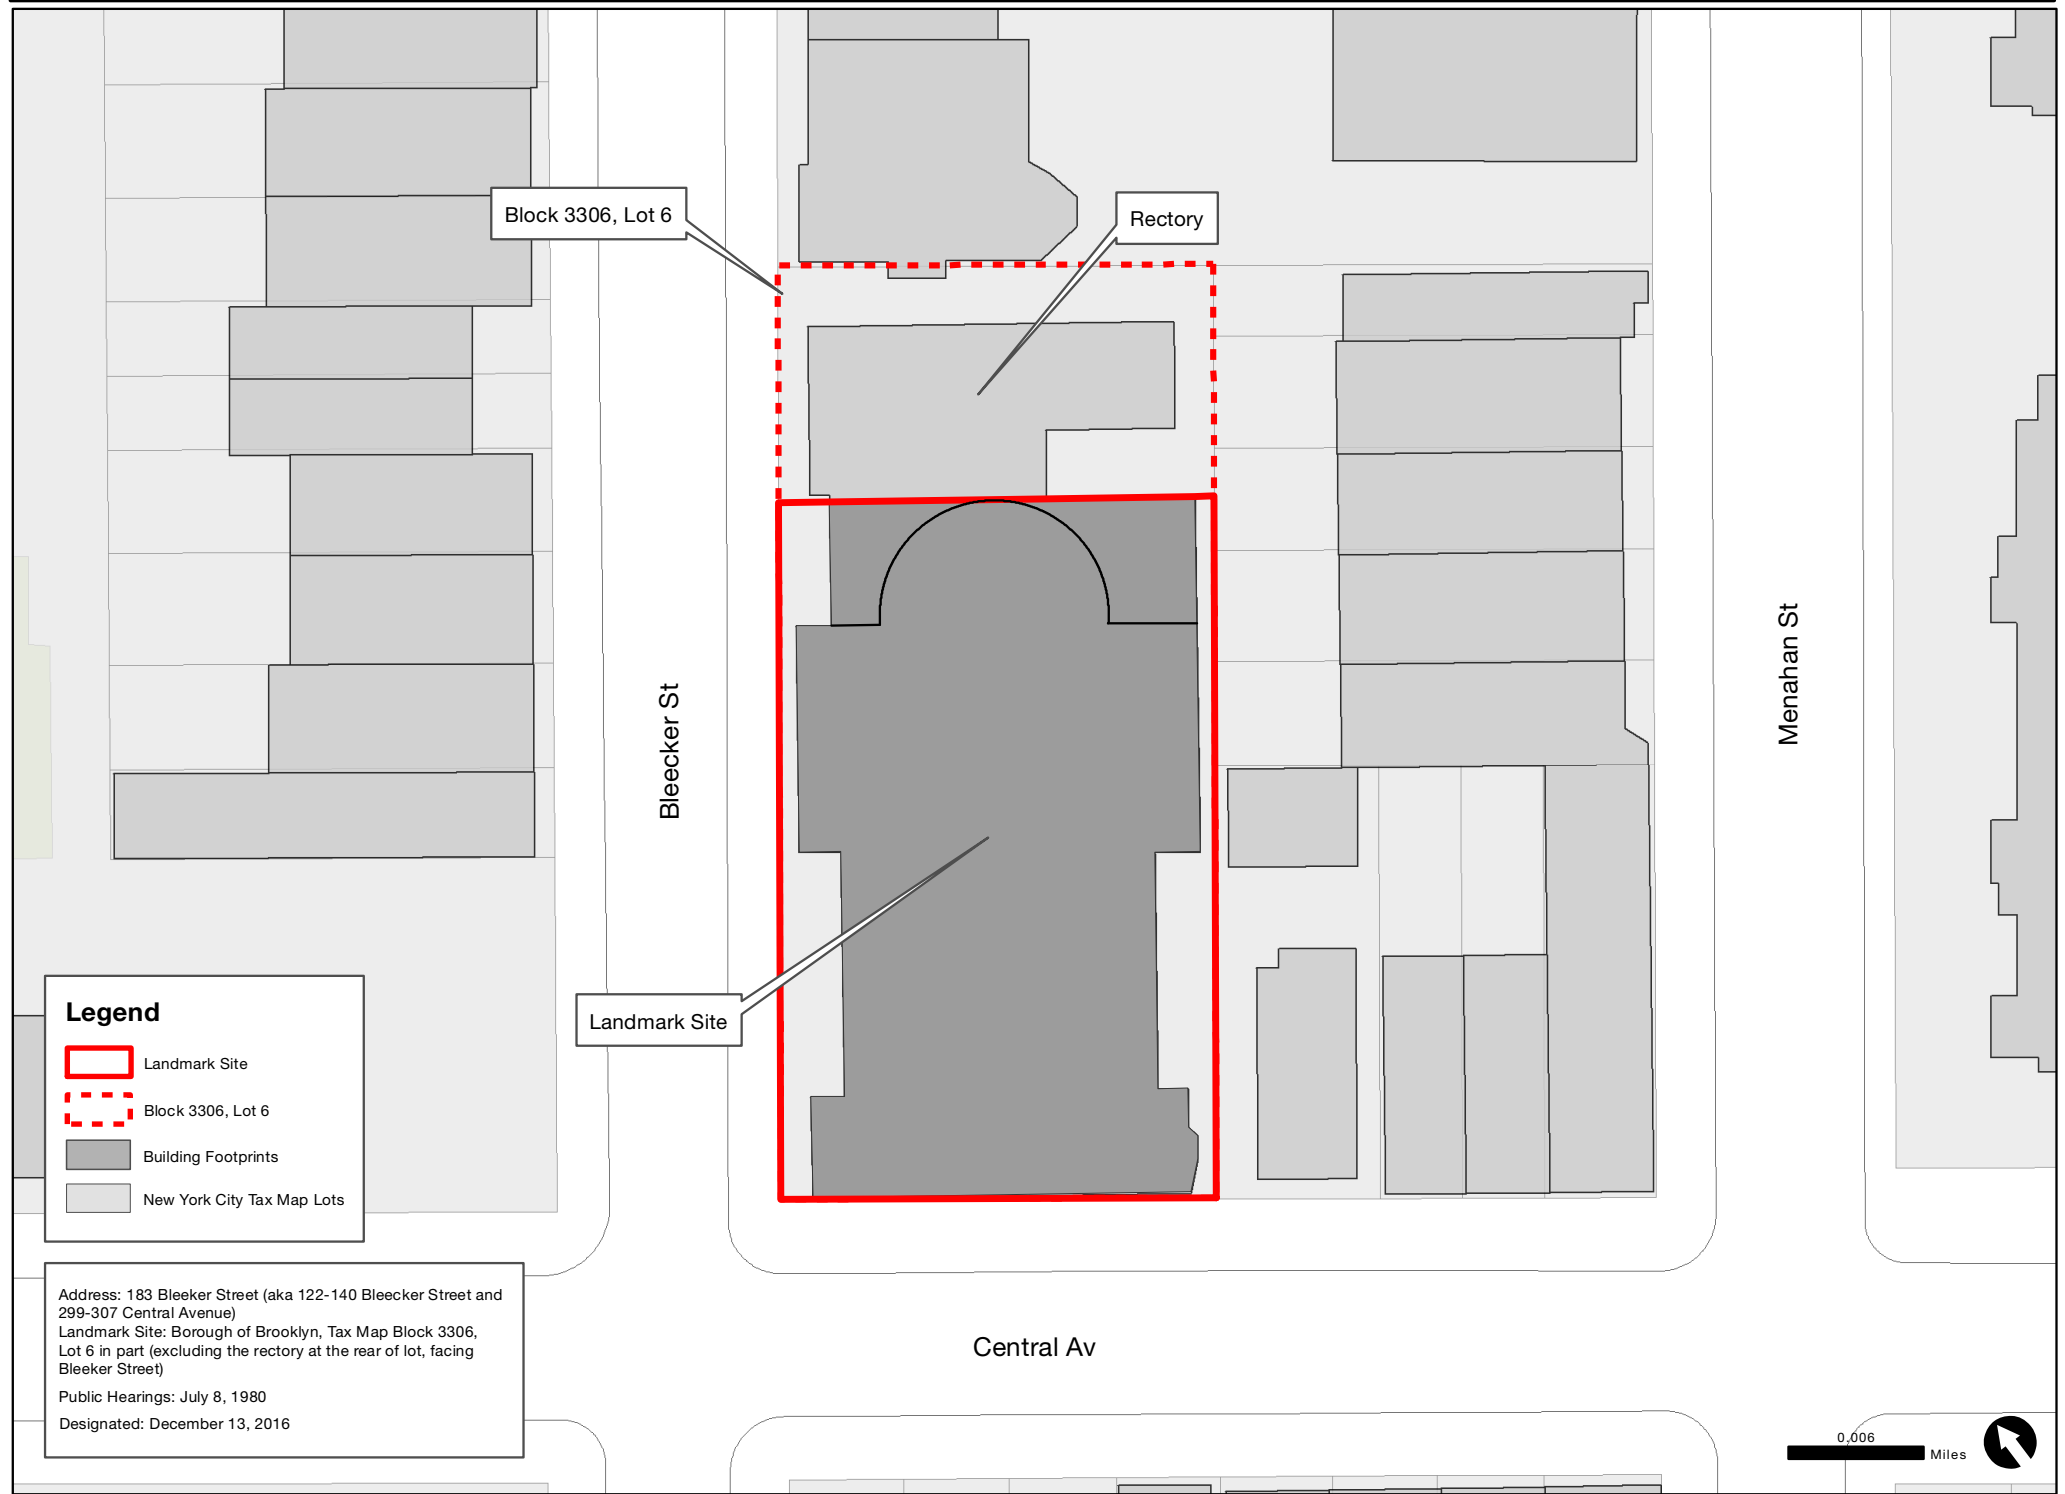 Block 3306, Lot 6
Rectory
Bleecker St
Menahan St
Landmark Site
Legend
Landmark Site
Block 3306, Lot 6
Building Footprints
New York City Tax Map Lots
Address: 183 Bleeker Street (aka 122-140 Bleecker Street and
299-307 Central Avenue)
Landmark Site: Borough of Brooklyn, Tax Map Block 3306,
Lot 6 in part (excluding the rectory at the rear of lot, facing
Bleeker Street)
Public Hearings: July 8, 1980
Designated: December 13, 2016
Central Av
0.006
Miles